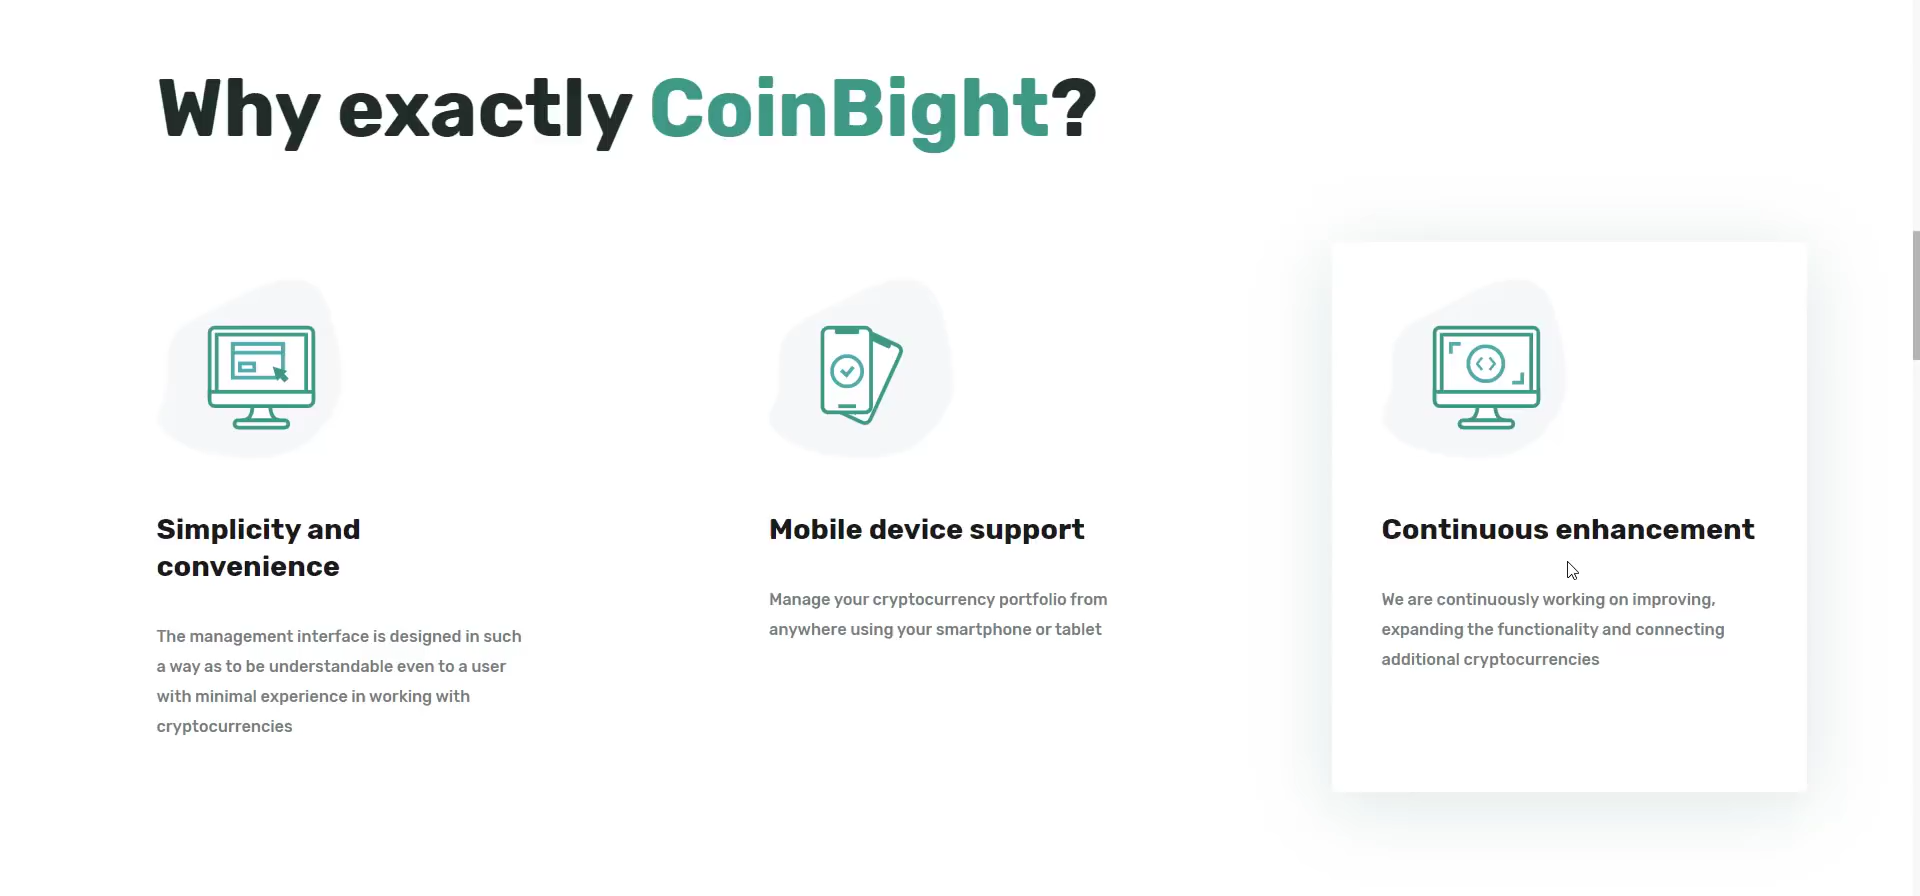 Why exactly CoinBight?
Simplicity and
convenience
The management interface is designed in such
a way as to be understandable even to a user
with minimal experience in working with
cryptocurrencies
Mobile device support
Manage your cryptocurrency portfolio from
anywhere using your smartphone or tablet
Continuous enhancement
We are continuously working on improving,
expanding the functionality and connecting
additional cryptocurrencies